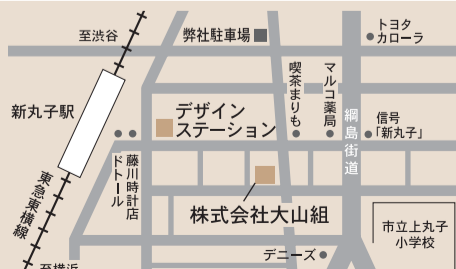 至渋谷
弊社駐車場
トヨタ
カローラ
新丸子駅
デザイン
ステーション
喫茶まりも
マルコ薬局
綱島街道
信号
「新丸子」
東急東横線
ドトール
藤川時計店
株式会社大山組
市立上丸子
小学校
デニーズ
至横浜